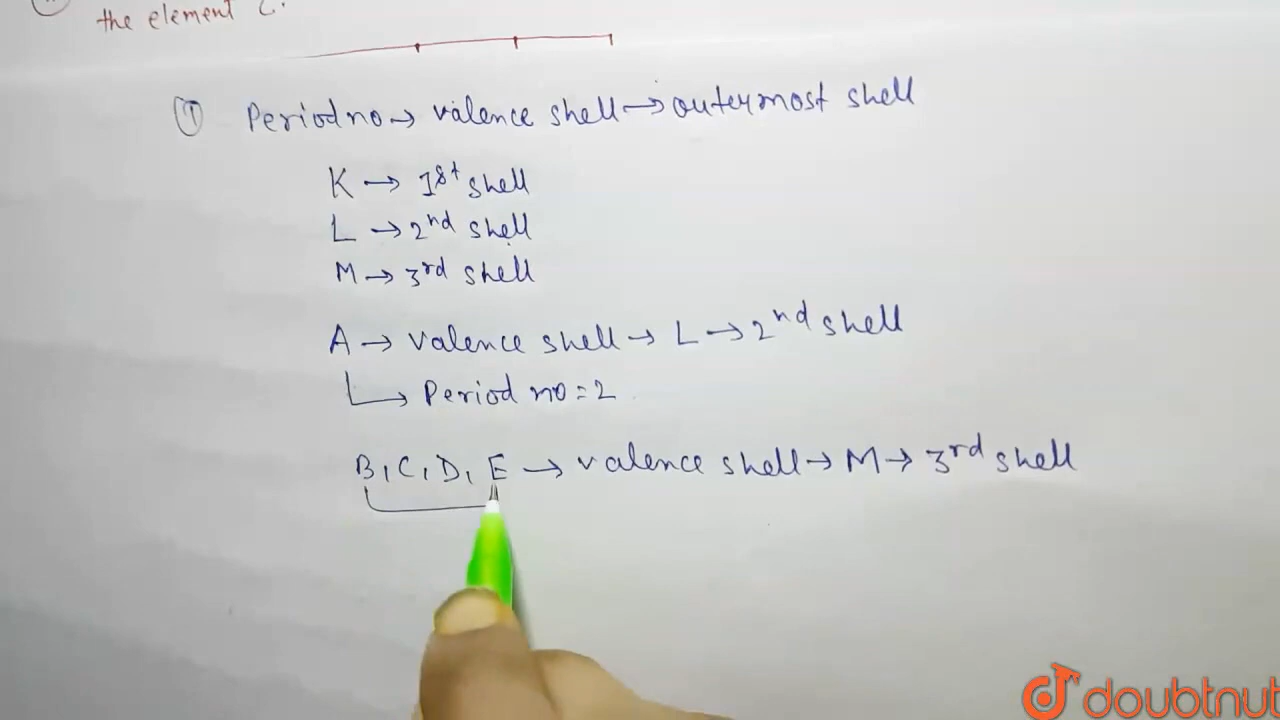 the element C.
(I) Period no → valence shell → outermost shell
K → 1st shell
L → 2nd shell
M → 3rd shell
A → valence shell → L → 2nd shell
↳ Period no = 2
B, C, D, E → valence shell → M → 3rd shell
doubtnut